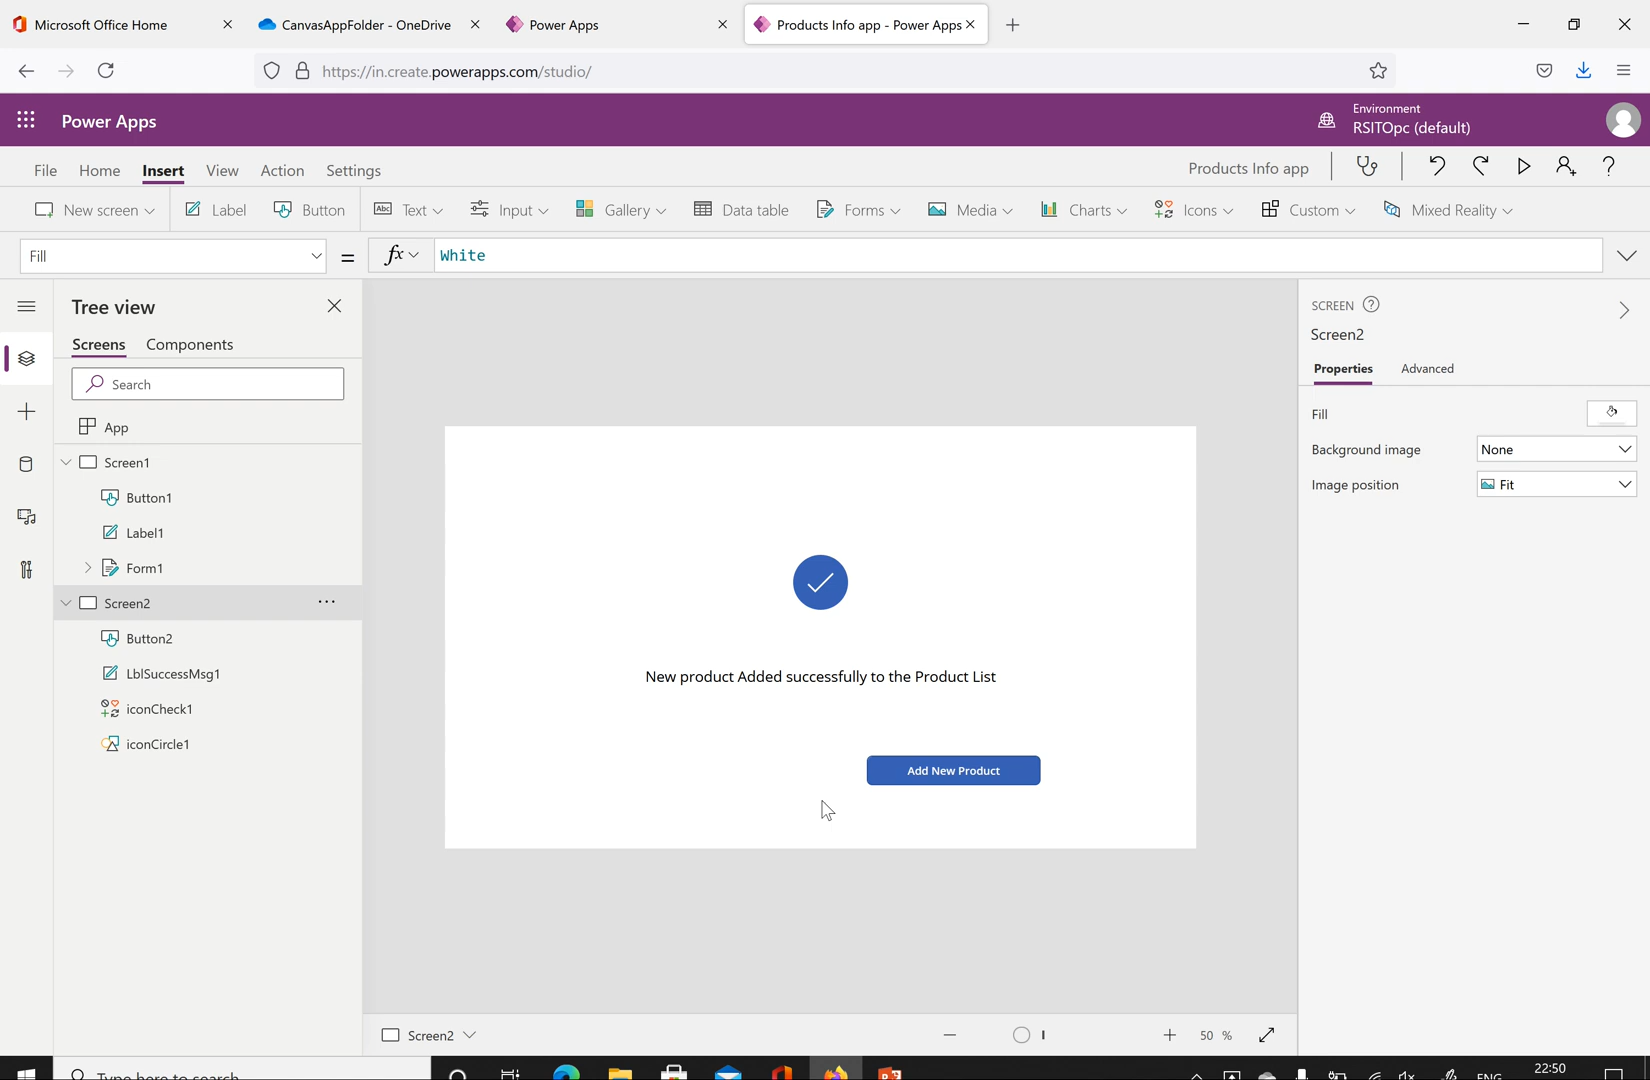 Microsoft Office Home
CanvasAppFolder - OneDrive
Power Apps
Products Info app - Power Apps
https://in.create.powerapps.com/studio/
Power Apps
Environment
RSITOpc (default)
File Home Insert View Action Settings
Products Info app
New screen Label Button Text Input Gallery Data table Forms Media Charts Icons Custom Mixed Reality
Fill = fx White
Tree view
Screens Components
Search
App
Screen1
Button1
Label1
Form1
Screen2
Button2
LblSuccessMsg1
iconCheck1
iconCircle1
New product Added successfully to the Product List
Add New Product
SCREEN
Screen2
Properties Advanced
Fill
Background image None
Image position Fit
Screen2
50 %
Type here to search
ENG
22:50